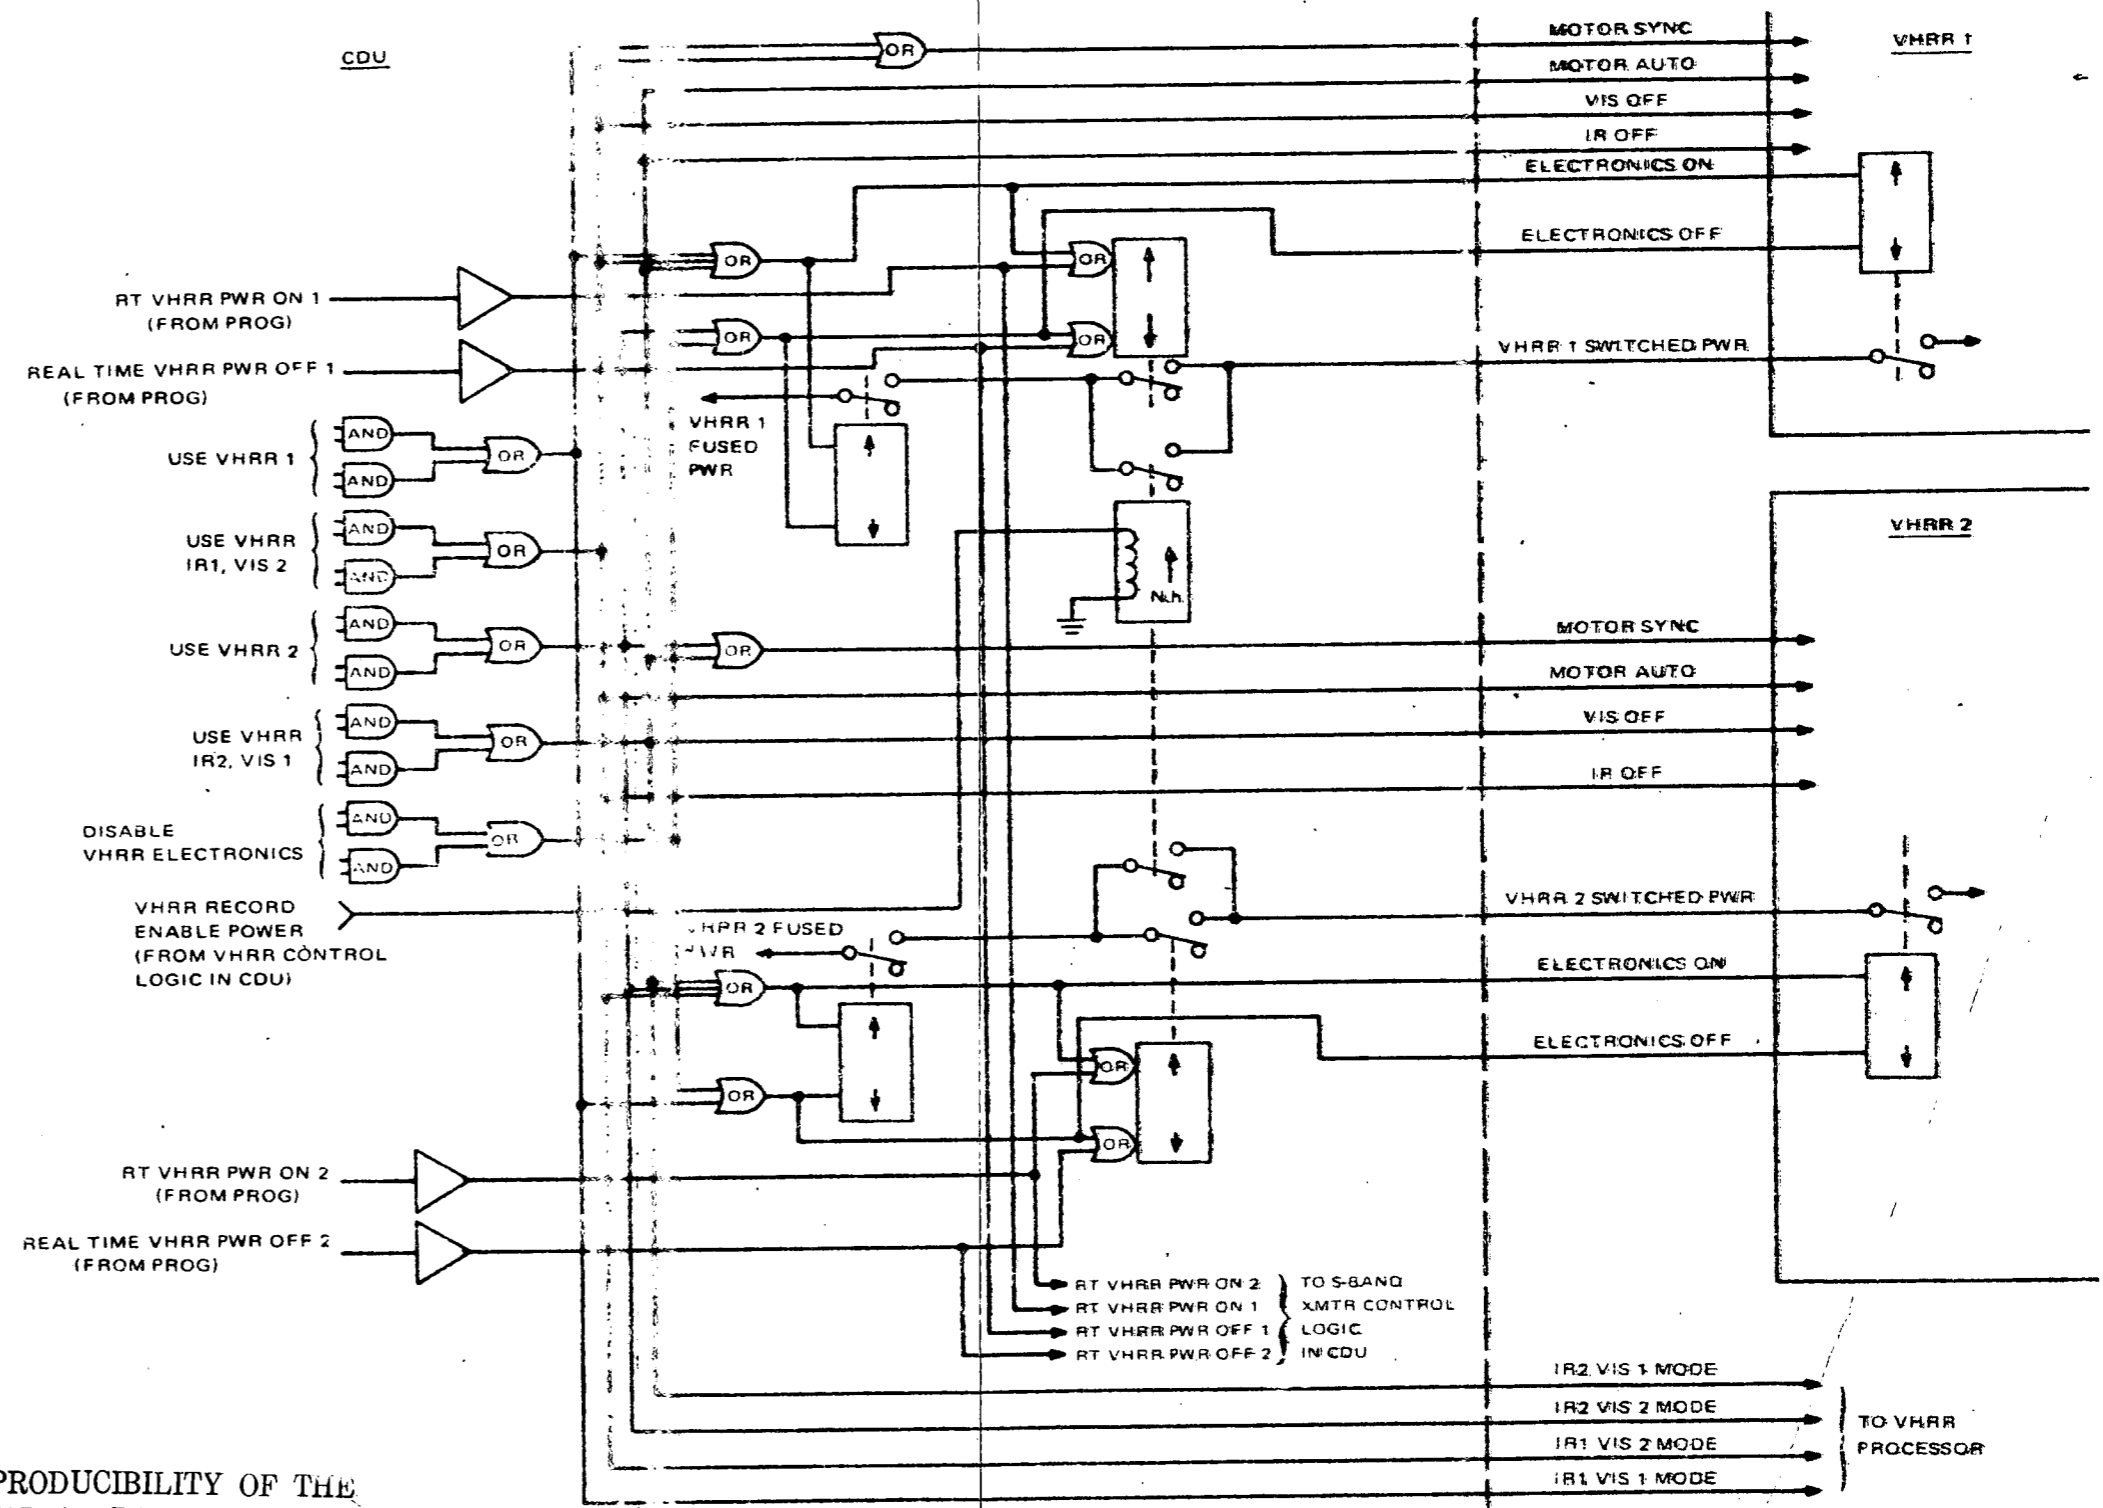 CDU
OR
MOTOR SYNC
VHRR 1
MOTOR AUTO
VIS OFF
IR OFF
ELECTRONICS ON
OR
OR
ELECTRONICS OFF
RT VHRR PWR ON 1
(FROM PROG)
OR
OR
VHRR 1 SWITCHED PWR
REAL TIME VHRR PWR OFF 1
(FROM PROG)
VHRR 1
FUSED
PWR
AND
AND
OR
USE VHRR 1
AND
AND
OR
USE VHRR
IR1, VIS 2
VHRR 2
N.h.
AND
AND
OR
USE VHRR 2
OR
MOTOR SYNC
MOTOR AUTO
AND
AND
OR
USE VHRR
IR2, VIS 1
VIS OFF
IR OFF
AND
AND
OR
DISABLE
VHRR ELECTRONICS
VHRR RECORD
ENABLE POWER
(FROM VHRR CONTROL
LOGIC IN CDU)
VHRR 2 SWITCHED PWR
HRR 2 FUSED
PWR
OR
ELECTRONICS ON
ELECTRONICS OFF
OR
OR
OR
RT VHRR PWR ON 2
(FROM PROG)
REAL TIME VHRR PWR OFF 2
(FROM PROG)
RT VHRR PWR ON 2
RT VHRR PWR ON 1
RT VHRR PWR OFF 1
RT VHRR PWR OFF 2
TO S-BAND
XMTR CONTROL
LOGIC
IN CDU
IR2 VIS 1 MODE
IR2 VIS 2 MODE
IR1 VIS 2 MODE
IR1 VIS 1 MODE
TO VHRR
PROCESSOR
PRODUCIBILITY OF THE